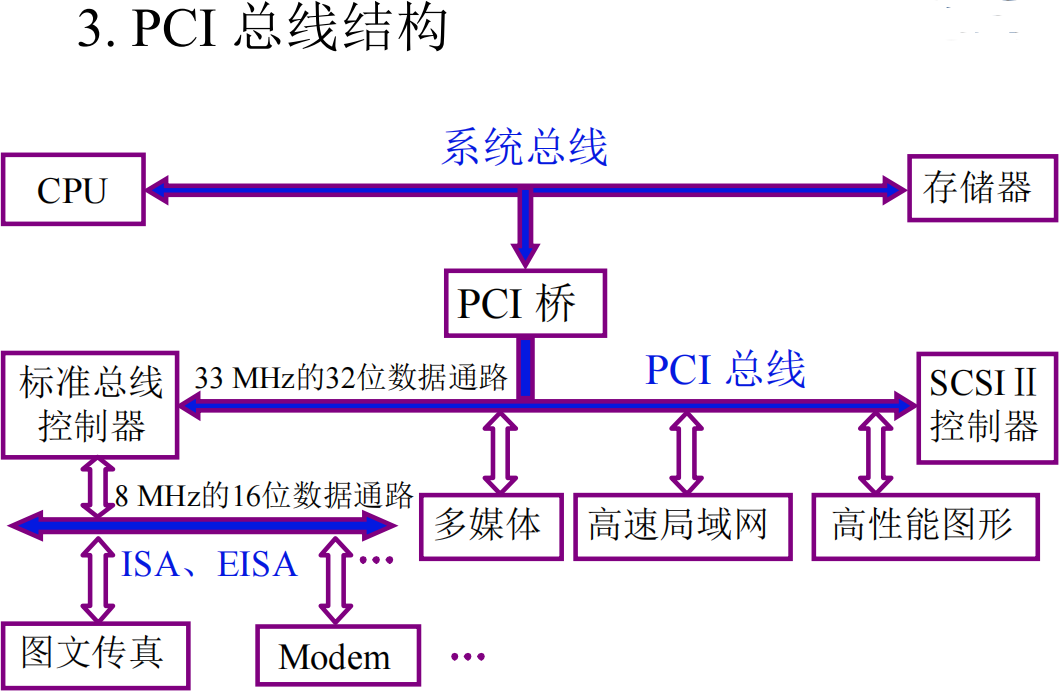 3. PCI 总线结构
系统总线
CPU
存储器
PCI 桥
33 MHz的32位数据通路
PCI 总线
标准总线
控制器
SCSI II
控制器
8 MHz的16位数据通路
多媒体
高速局域网
高性能图形
ISA、EISA
…
图文传真
Modem
…